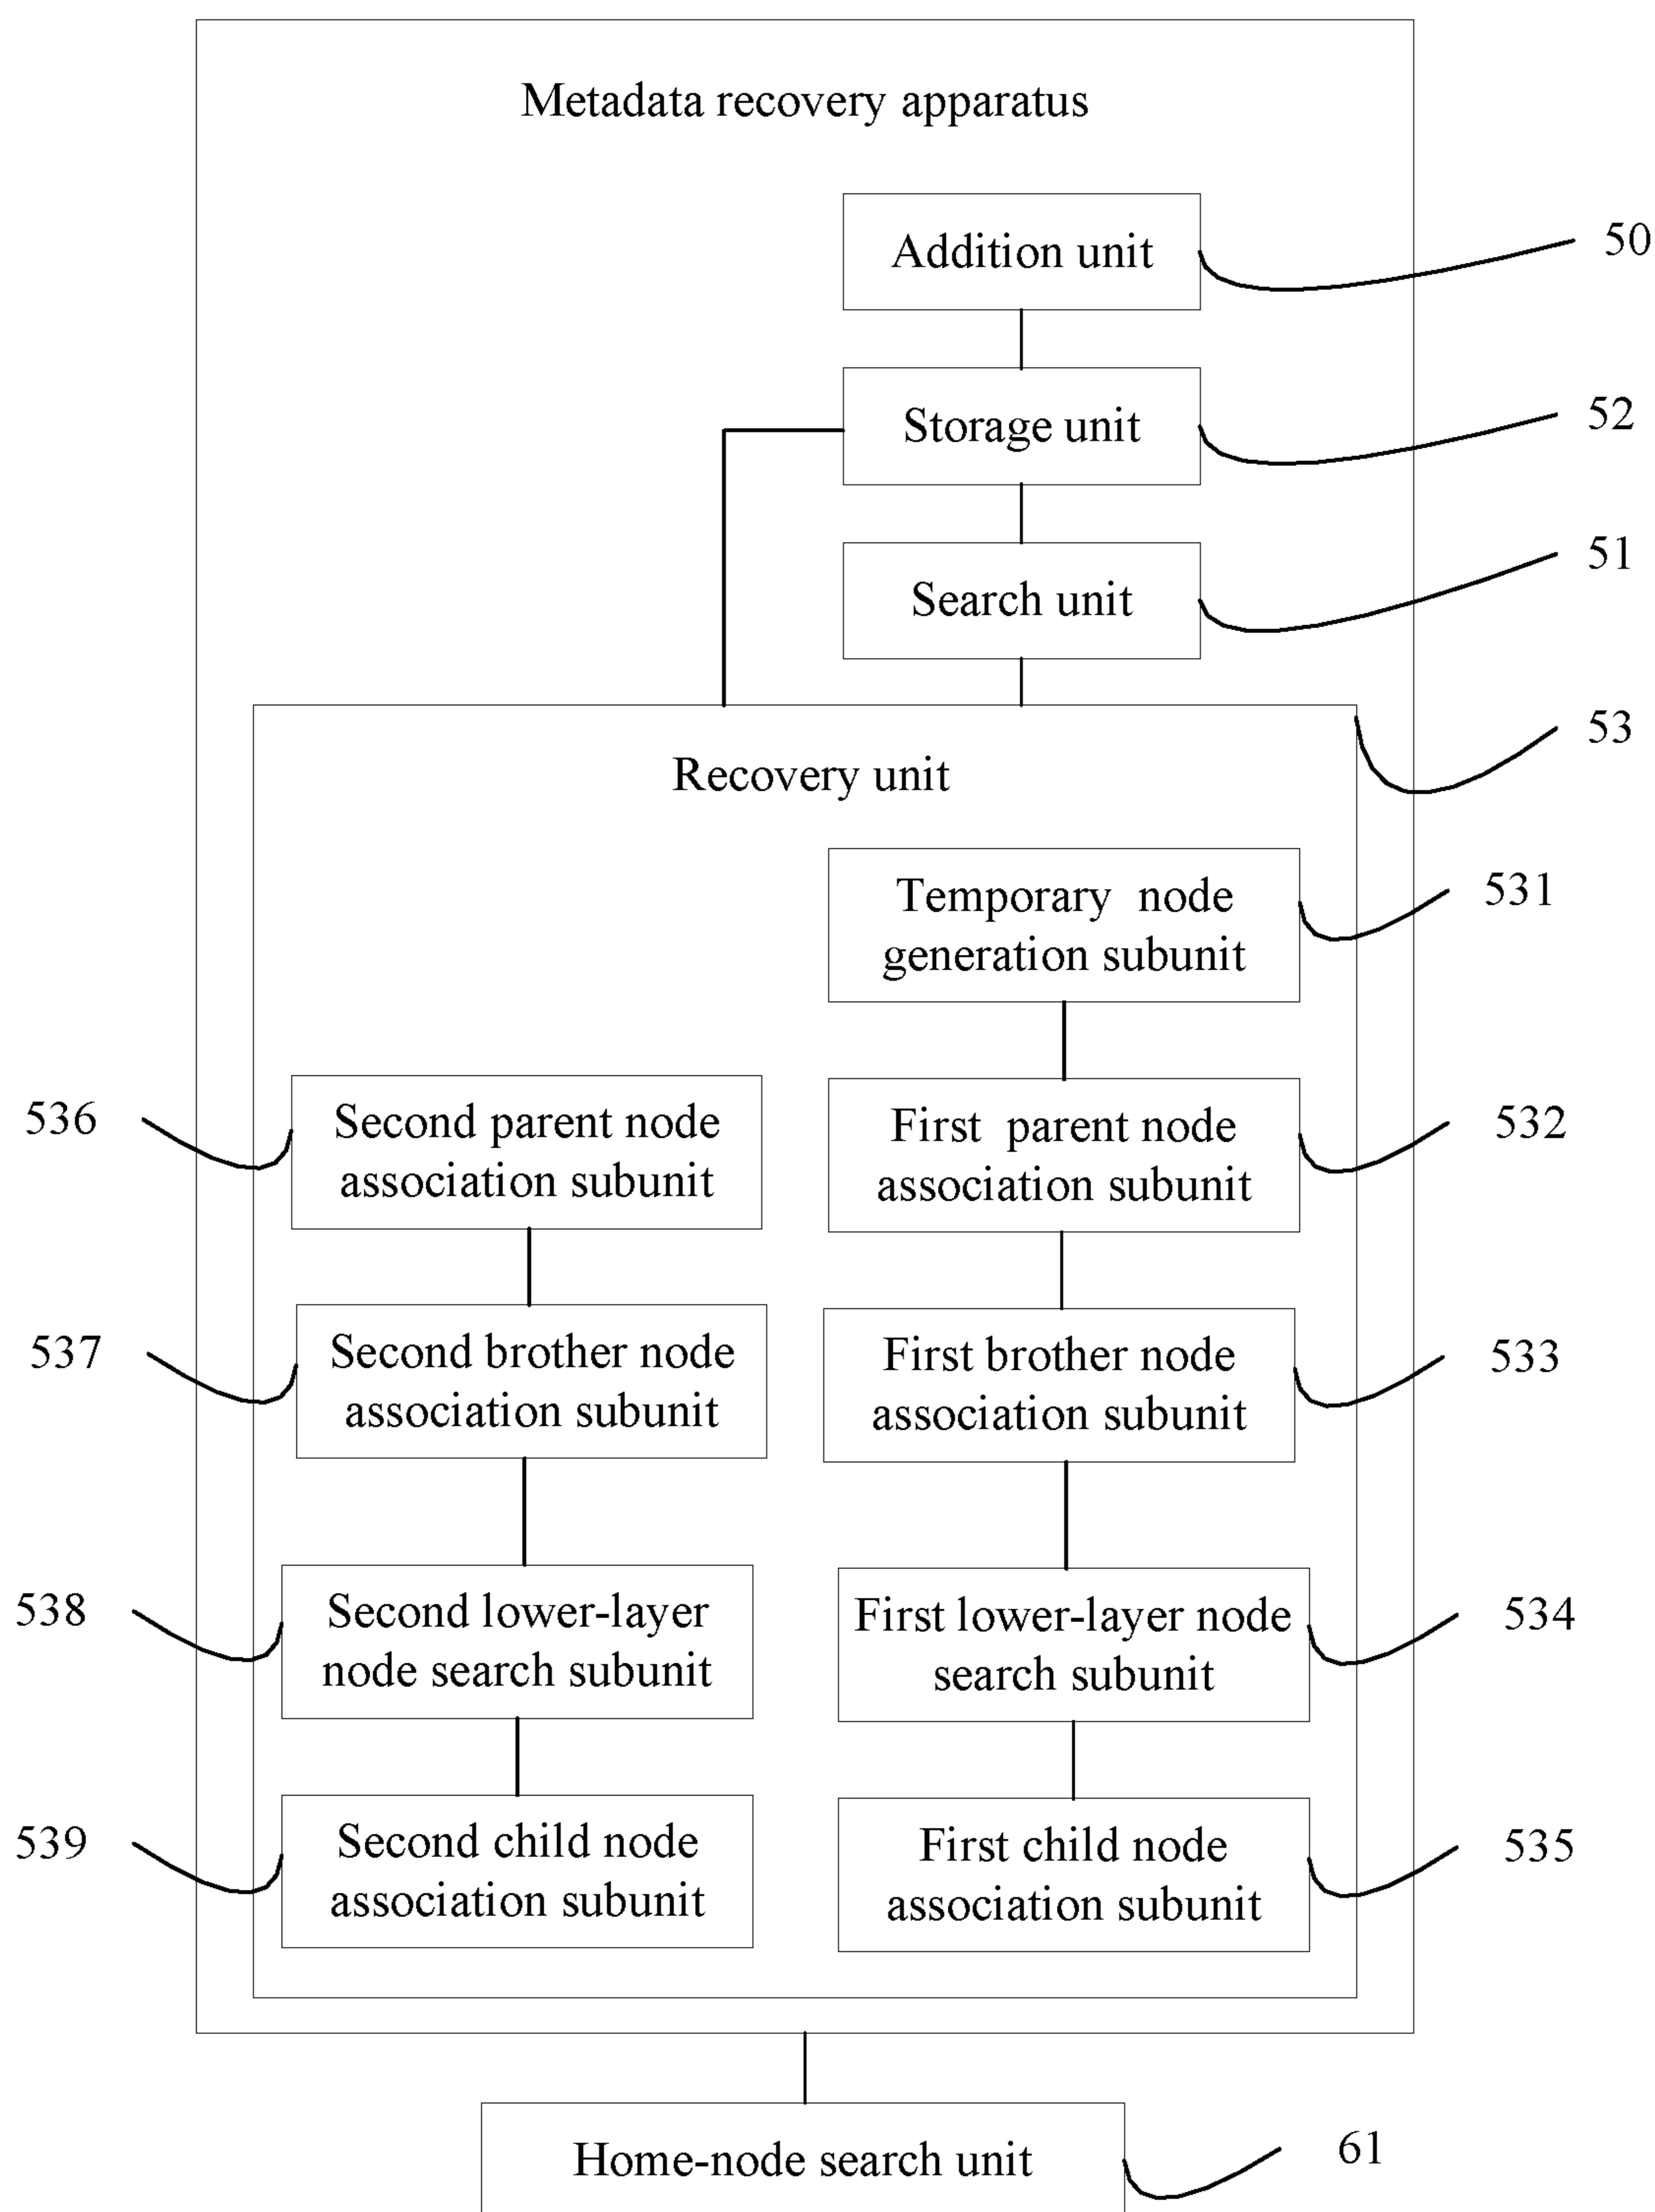 Metadata recovery apparatus
Addition unit
50
Storage unit
52
Search unit
51
53
Recovery unit
Temporary node
generation subunit
531
536
Second parent node
association subunit
First parent node
association subunit
532
537
Second brother node
association subunit
First brother node
association subunit
533
538
Second lower-layer
node search subunit
First lower-layer node
search subunit
534
539
Second child node
association subunit
First child node
association subunit
535
Home-node search unit
61